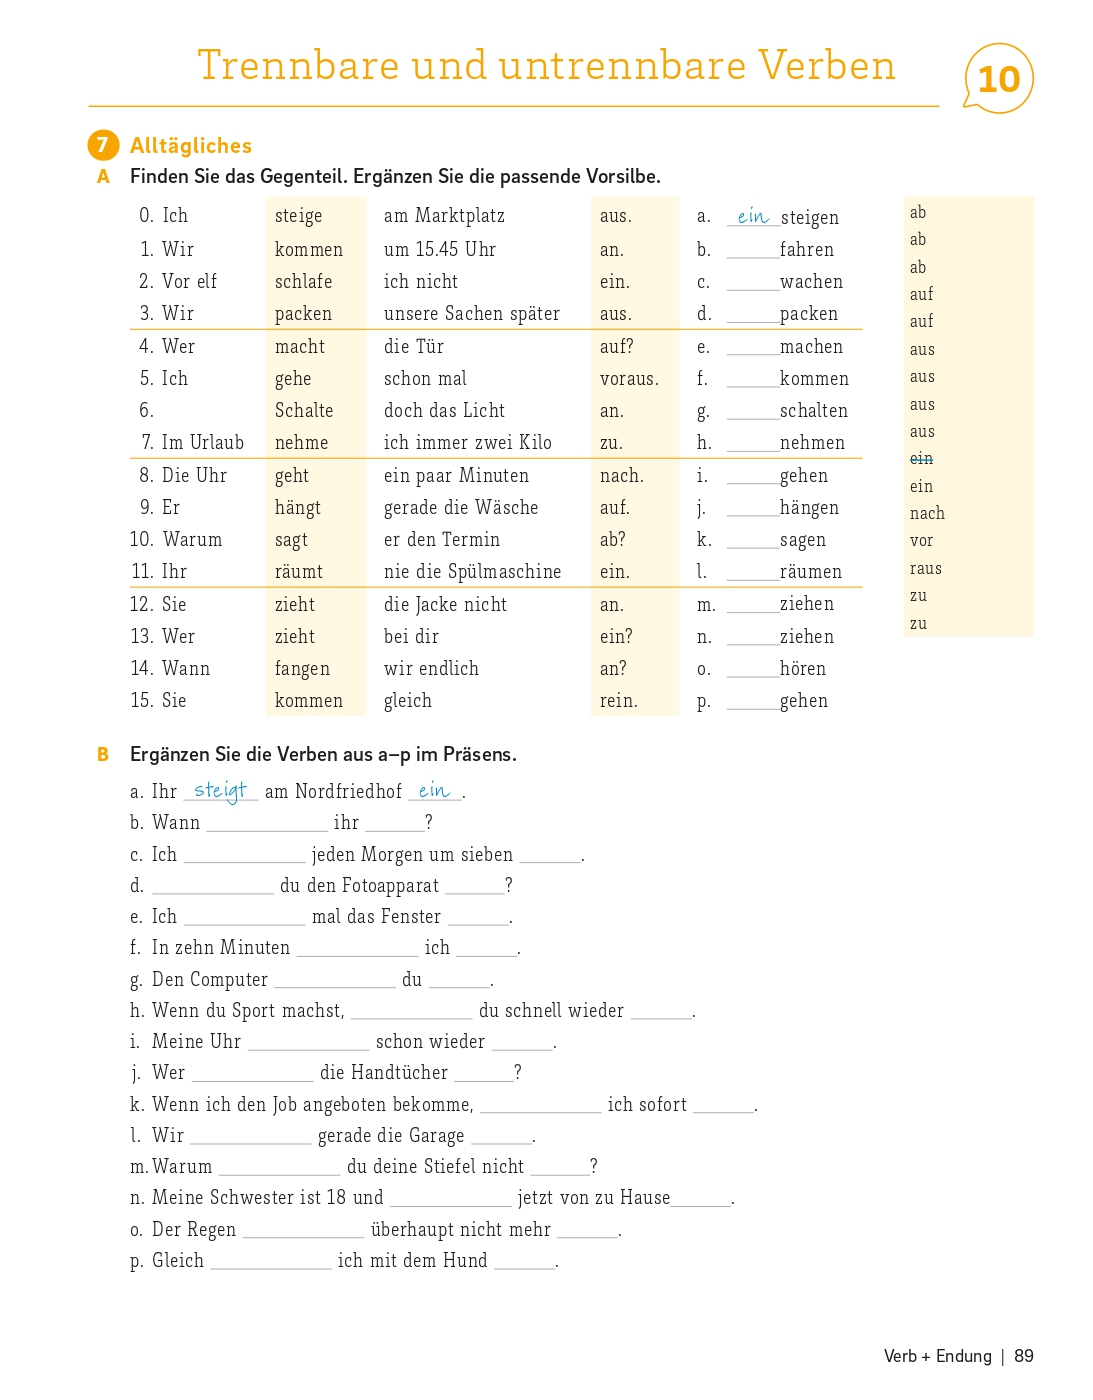 Trennbare und untrennbare Verben
10
7 Alltägliches
A Finden Sie das Gegenteil. Ergänzen Sie die passende Vorsilbe.
0. Ich steige am Marktplatz aus. a. ein steigen
1. Wir kommen um 15.45 Uhr an. b. ______fahren
2. Vor elf schlafe ich nicht ein. c. ______wachen
3. Wir packen unsere Sachen später aus. d. ______packen
4. Wer macht die Tür auf? e. ______machen
5. Ich gehe schon mal voraus. f. ______kommen
6. Schalte doch das Licht an. g. ______schalten
7. Im Urlaub nehme ich immer zwei Kilo zu. h. ______nehmen
8. Die Uhr geht ein paar Minuten nach. i. ______gehen
9. Er hängt gerade die Wäsche auf. j. ______hängen
10. Warum sagt er den Termin ab? k. ______sagen
11. Ihr räumt nie die Spülmaschine ein. l. ______räumen
12. Sie zieht die Jacke nicht an. m. ______ziehen
13. Wer zieht bei dir ein? n. ______ziehen
14. Wann fangen wir endlich an? o. ______hören
15. Sie kommen gleich rein. p. ______gehen
ab
ab
ab
auf
auf
aus
aus
aus
aus
ein
ein
nach
vor
raus
zu
zu
B Ergänzen Sie die Verben aus a–p im Präsens.
a. Ihr steigt am Nordfriedhof ein.
b. Wann ____________ ihr ______?
c. Ich ____________ jeden Morgen um sieben ______.
d. ____________ du den Fotoapparat ______?
e. Ich ____________ mal das Fenster ______.
f. In zehn Minuten ____________ ich ______.
g. Den Computer ____________ du ______.
h. Wenn du Sport machst, ____________ du schnell wieder ______.
i. Meine Uhr ____________ schon wieder ______.
j. Wer ____________ die Handtücher ______?
k. Wenn ich den Job angeboten bekomme, ____________ ich sofort ______.
l. Wir ____________ gerade die Garage ______.
m. Warum ____________ du deine Stiefel nicht ______?
n. Meine Schwester ist 18 und ____________ jetzt von zu Hause______.
o. Der Regen ____________ überhaupt nicht mehr ______.
p. Gleich ____________ ich mit dem Hund ______.
Verb + Endung | 89